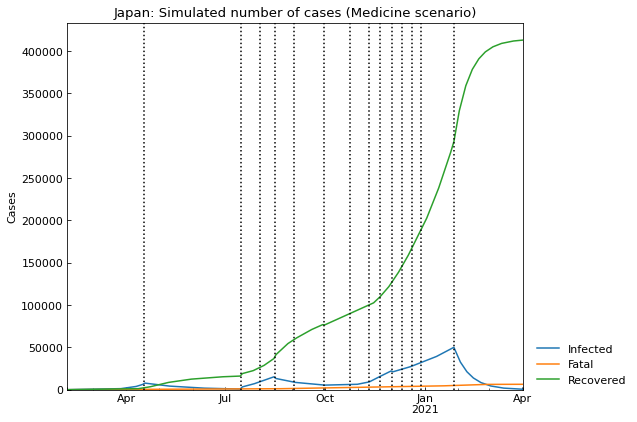 Japan: Simulated number of cases (Medicine scenario)
Cases
400000
350000
300000
250000
200000
150000
100000
50000
0
Apr Jul Oct Jan Apr
2021
Infected
Fatal
Recovered